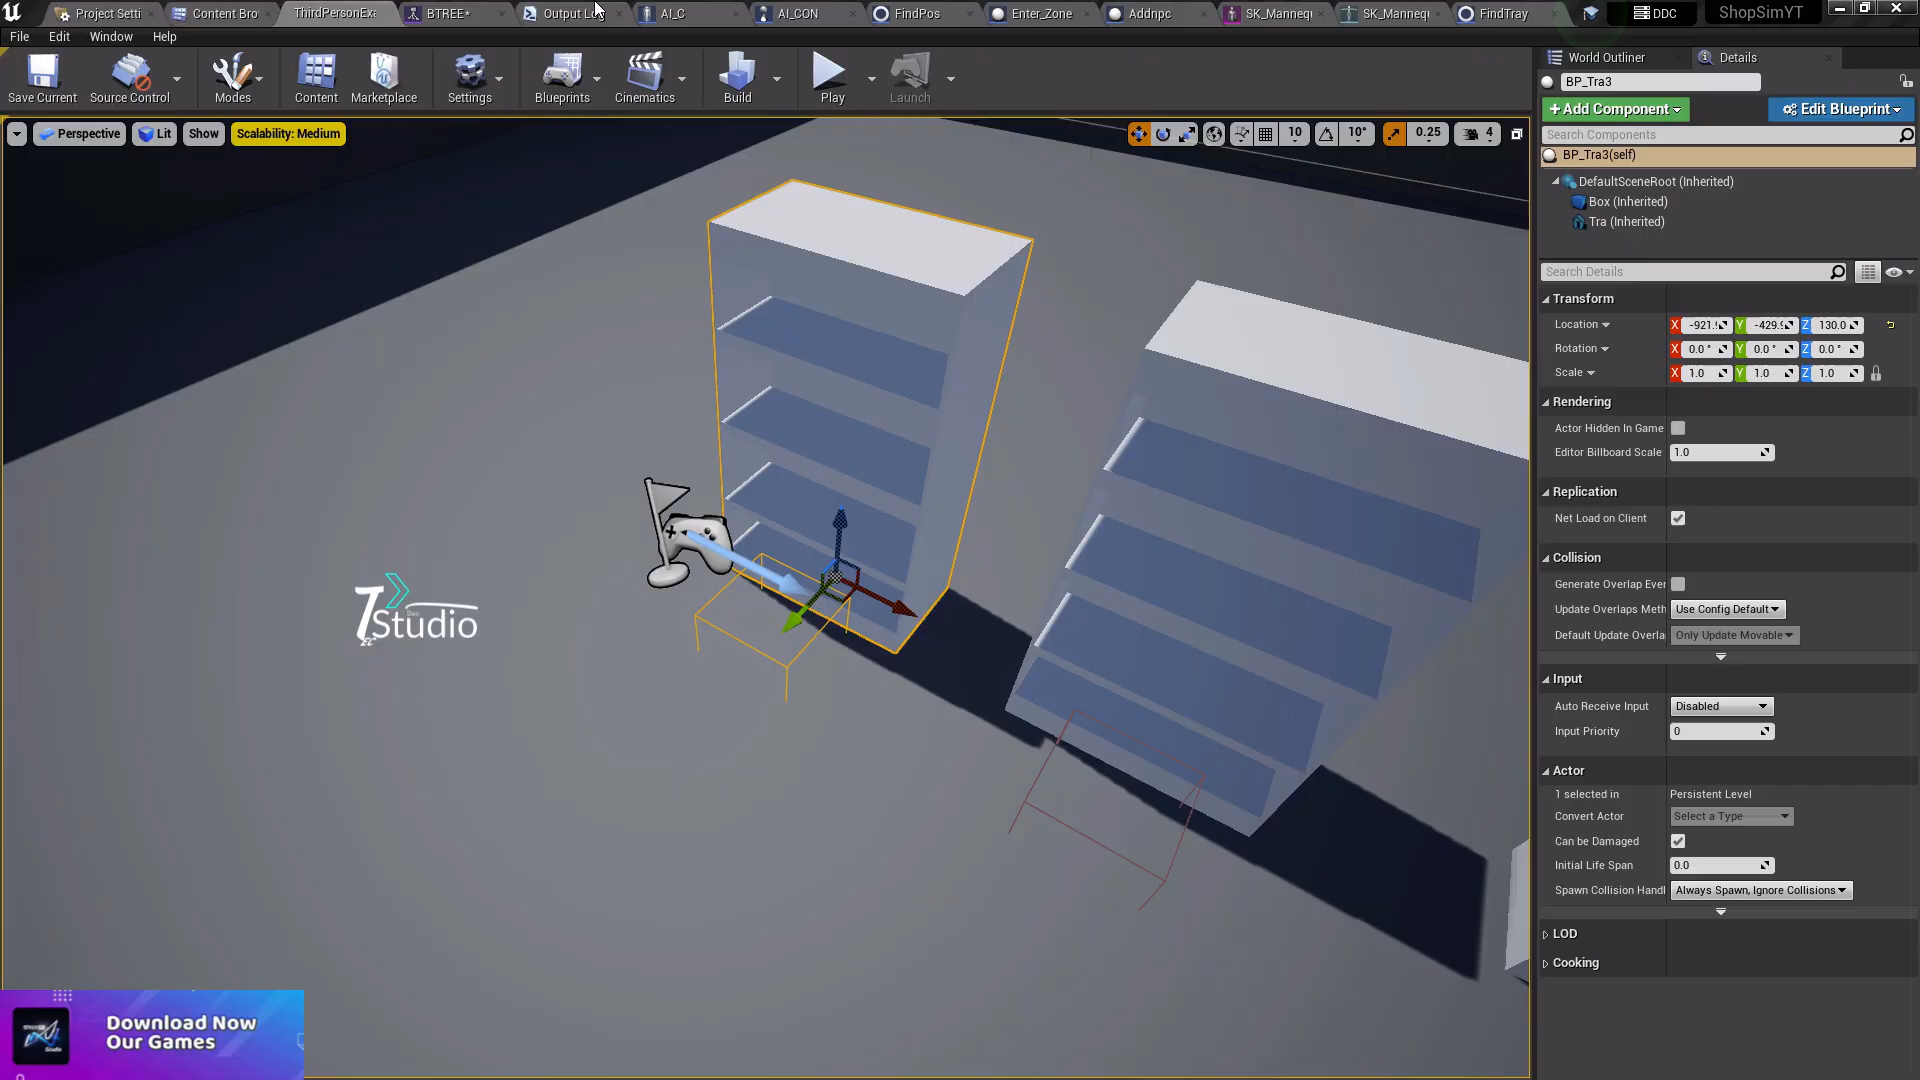 Project Setti
Content Bro
ThirdPersonExa
BTREE*
Output Lo
AI_C
AI_CON
FindPos
Enter_Zone
Addnpc
SK_Mannequ
SK_Mannequ
FindTray
DDC
ShopSimYT
File
Edit
Window
Help
Save Current
Source Control
Modes
Content
Marketplace
Settings
Blueprints
Cinematics
Build
Play
Launch
Perspective
Lit
Show
Scalability: Medium
10
10°
0.25
4
World Outliner
Details
BP_Tra3
+Add Component
Edit Blueprint
Search Components
BP_Tra3(self)
DefaultSceneRoot (Inherited)
Box (Inherited)
Tra (Inherited)
Search Details
Transform
Location
X
-921.
Y
-429.
Z
130.0
Rotation
X
0.0 °
Y
0.0 °
Z
0.0 °
Scale
X
1.0
Y
1.0
Z
1.0
Rendering
Actor Hidden In Game
Editor Billboard Scale
1.0
Replication
Net Load on Client
Collision
Generate Overlap Ever
Update Overlaps Meth
Use Config Default
Default Update Overla
Only Update Movable
Input
Auto Receive Input
Disabled
Input Priority
0
Actor
1 selected in
Persistent Level
Convert Actor
Select a Type
Can be Damaged
Initial Life Span
0.0
Spawn Collision Handl
Always Spawn, Ignore Collisions
LOD
Cooking
Dev
Studio
Download Now
Our Games